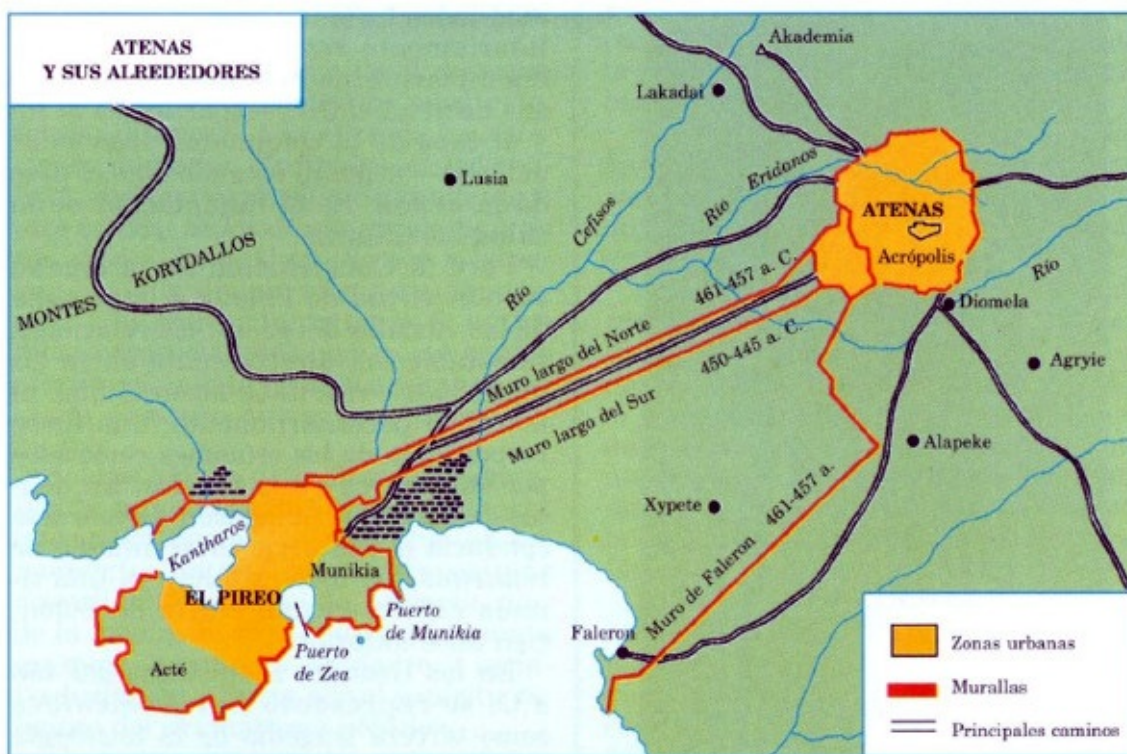 ATENAS
Y SUS ALREDEDORES
Akademia
Lakadai
Lusia
Río Cefisos
Río Eridanos
ATENAS
Acrópolis
Río
Diomela
Agryie
Alapeke
MONTES KORYDALLOS
Muro largo del Norte
461-457 a. C.
Muro largo del Sur
450-445 a. C.
Xypete
Muro de Faleron
461-457 a.
Faleron
Kantharos
EL PIREO
Munikia
Acté
Puerto
de Munikia
Puerto
de Zea
Zonas urbanas
Murallas
Principales caminos